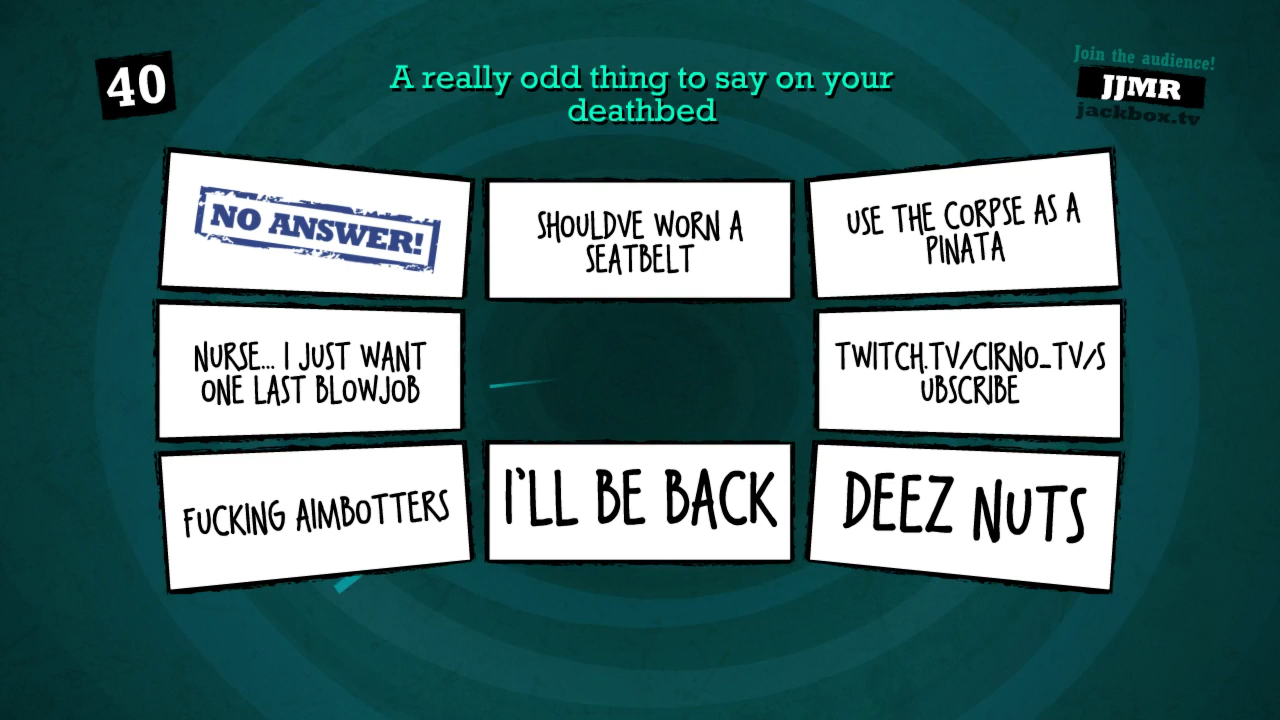 40
A really odd thing to say on your
deathbed
Join the audience!
JJMR
jackbox.tv
NO ANSWER!
SHOULDVE WORN A
SEATBELT
USE THE CORPSE AS A
PINATA
NURSE... I JUST WANT
ONE LAST BLOWJOB
TWITCH.TV/CIRNO_TV/S
UBSCRIBE
FUCKING AIMBOTTERS
I'LL BE BACK
DEEZ NUTS